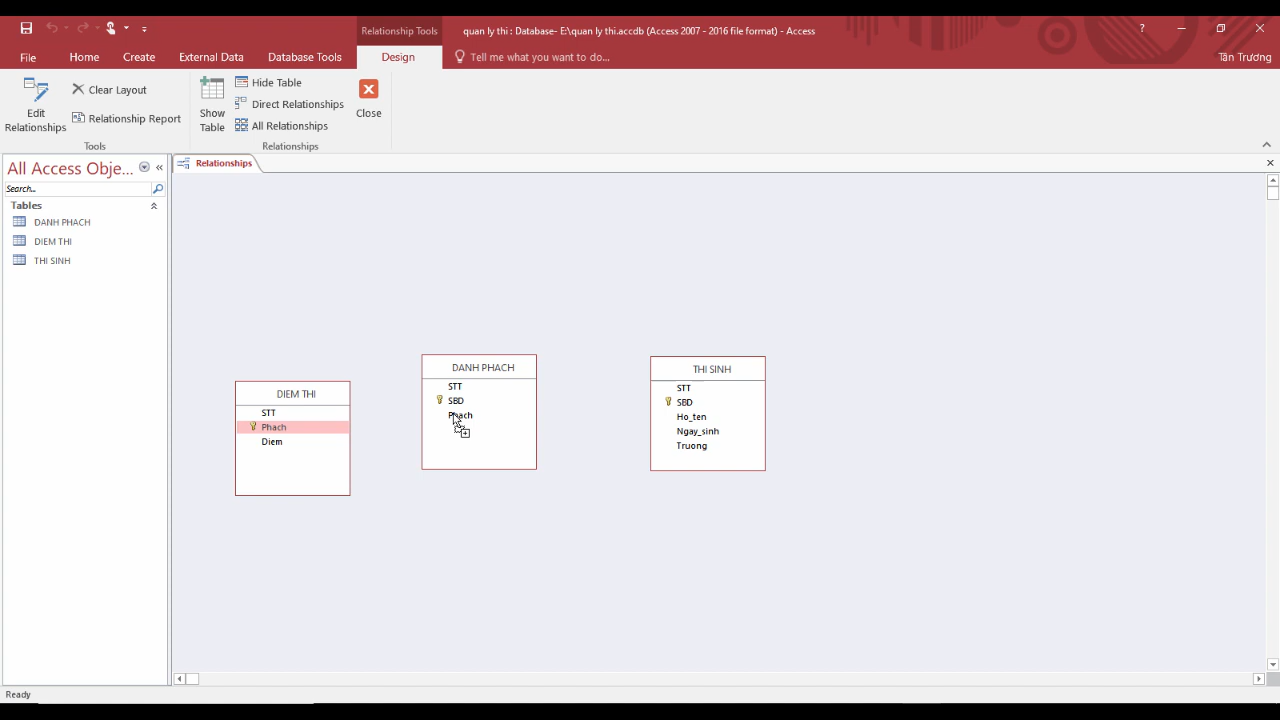 Relationship Tools
quan ly thi : Database- E:\quan ly thi.accdb (Access 2007 - 2016 file format) - Access
?
File
Home
Create
External Data
Database Tools
Design
Tell me what you want to do...
Tân Trương
Edit
Relationships
Clear Layout
Relationship Report
Tools
Show
Table
Hide Table
Direct Relationships
All Relationships
Relationships
Close
All Access Obje...
Search...
Tables
DANH PHACH
DIEM THI
THI SINH
Relationships
DIEM THI
STT
Phach
Diem
DANH PHACH
STT
SBD
Phach
THI SINH
STT
SBD
Ho_ten
Ngay_sinh
Truong
Ready